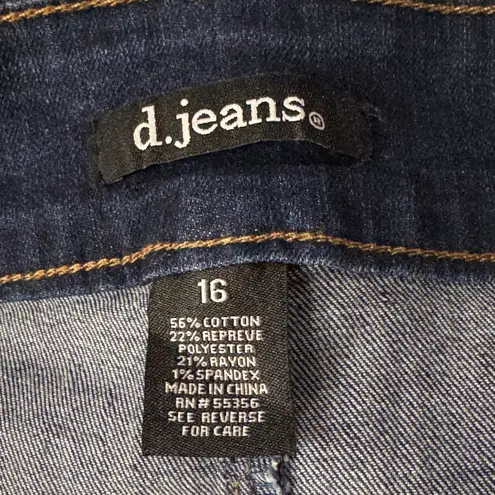 d.jeans®
16
56% COTTON
22% REPREVE
POLYESTER
21% RAYON
1% SPANDEX
MADE IN CHINA
RN # 55356
SEE REVERSE
FOR CARE